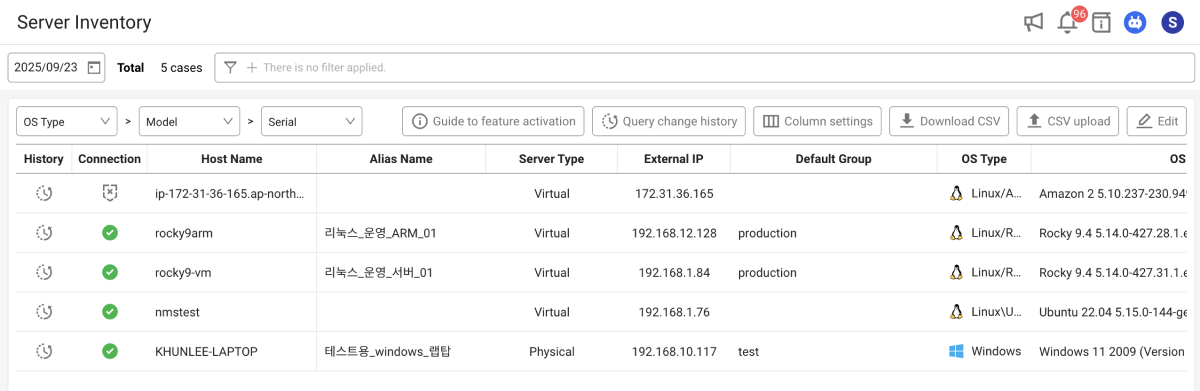 Server Inventory
96
S
2025/09/23 Total 5 cases + There is no filter applied.
OS Type > Model > Serial Guide to feature activation Query change history Column settings Download CSV CSV upload Edit
History Connection Host Name Alias Name Server Type External IP Default Group OS Type OS
ip-172-31-36-165.ap-north... Virtual 172.31.36.165 Linux/A... Amazon 2 5.10.237-230.949
rocky9arm 리눅스_운영_ARM_01 Virtual 192.168.12.128 production Linux/R... Rocky 9.4 5.14.0-427.28.1.e
rocky9-vm 리눅스_운영_서버_01 Virtual 192.168.1.84 production Linux/R... Rocky 9.4 5.14.0-427.31.1.e
nmstest Virtual 192.168.1.76 Linux\U... Ubuntu 22.04 5.15.0-144-ge
KHUNLEE-LAPTOP 테스트용_windows_랩탑 Physical 192.168.10.117 test Windows Windows 11 2009 (Version